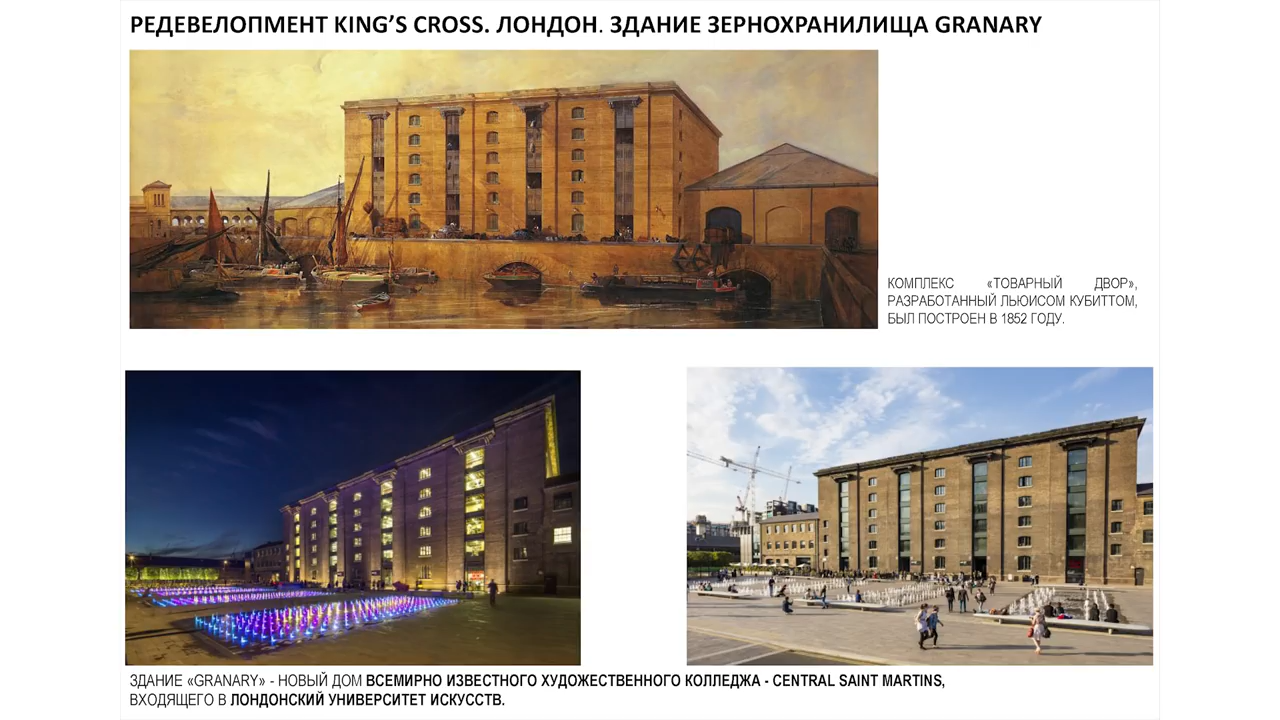 РЕДЕВЕЛОПМЕНТ KING’S CROSS. ЛОНДОН. ЗДАНИЕ ЗЕРНОХРАНИЛИЩА GRANARY
КОМПЛЕКС «ТОВАРНЫЙ ДВОР»,
РАЗРАБОТАННЫЙ ЛЬЮИСОМ КУБИТТОМ,
БЫЛ ПОСТРОЕН В 1852 ГОДУ.
ЗДАНИЕ «GRANARY» - НОВЫЙ ДОМ ВСЕМИРНО ИЗВЕСТНОГО ХУДОЖЕСТВЕННОГО КОЛЛЕДЖА - CENTRAL SAINT MARTINS,
ВХОДЯЩЕГО В ЛОНДОНСКИЙ УНИВЕРСИТЕТ ИСКУССТВ.